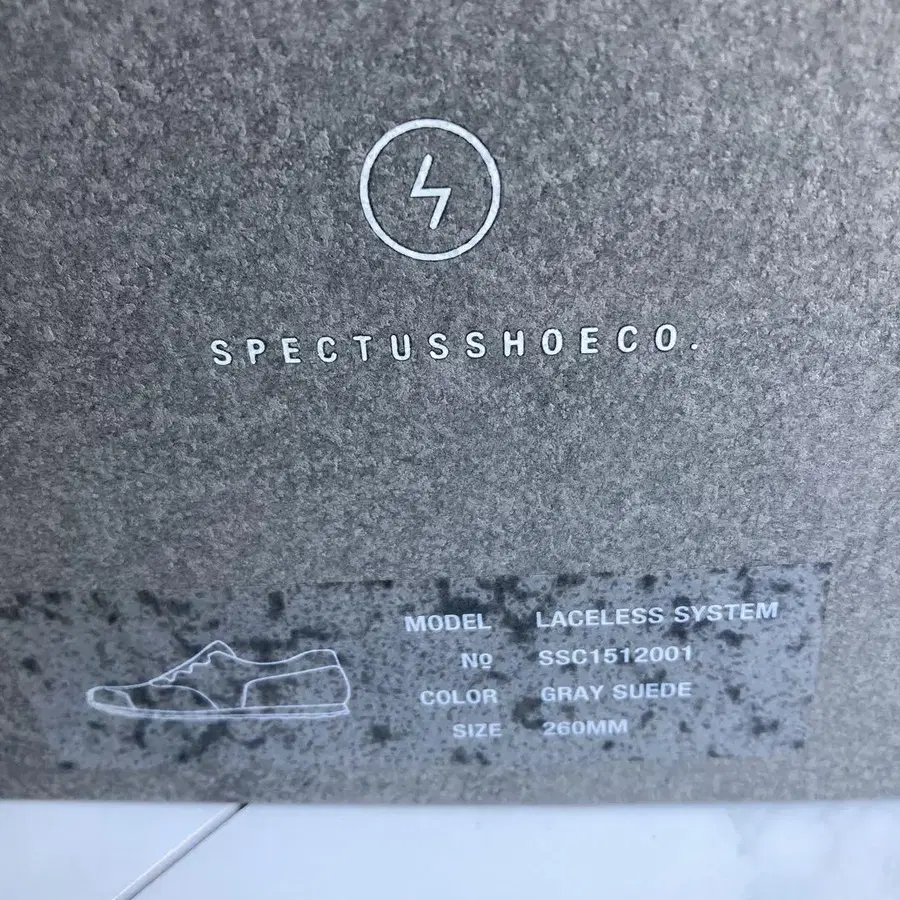 SPECTUSSHOECO.
MODEL LACELESS SYSTEM
Nº SSC1512001
COLOR GRAY SUEDE
SIZE 260MM